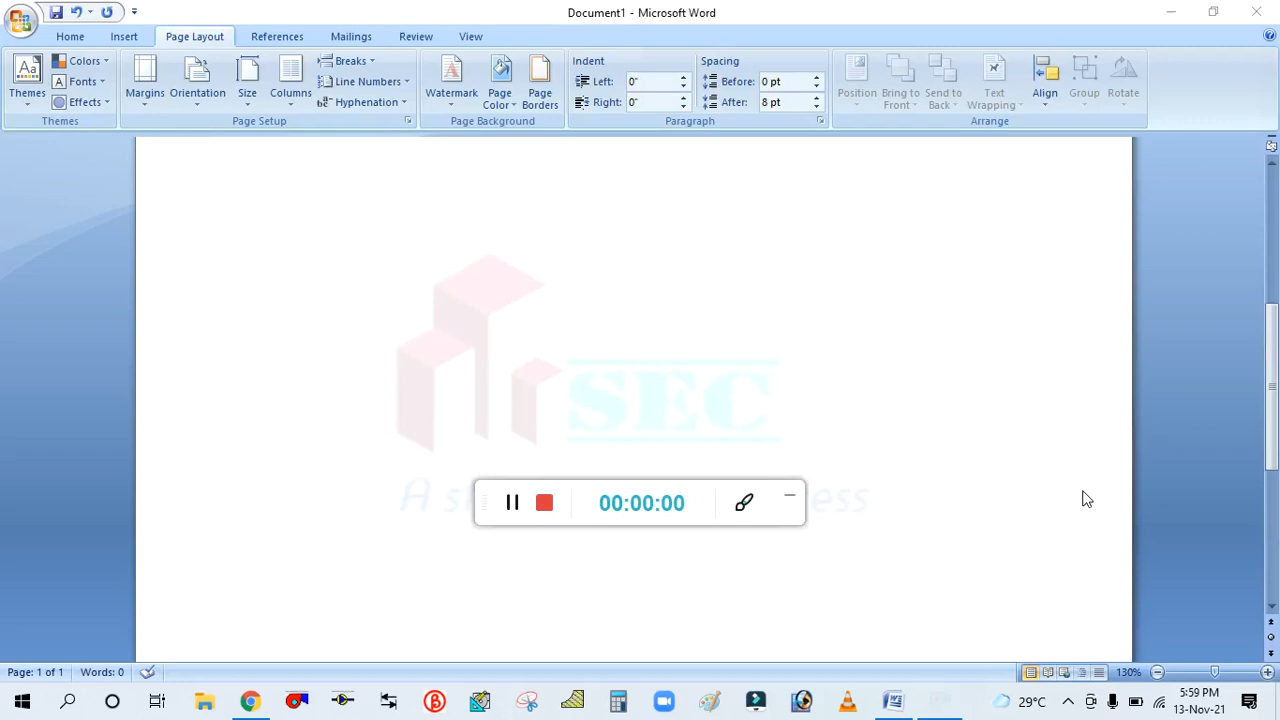 Document1 - Microsoft Word
Home Insert Page Layout References Mailings Review View
Themes Colors Fonts Effects
Themes
Margins Orientation Size Columns Breaks Line Numbers Hyphenation
Page Setup
Watermark Page Color Page Borders
Page Background
Indent Spacing
Left: 0" Before: 0 pt
Right: 0" After: 8 pt
Paragraph
Position Bring to Front Send to Back Text Wrapping Align Group Rotate
Arrange
SEC
A s
ess
00:00:00
Page: 1 of 1 Words: 0 130%
29°C 5:59 PM
13-Nov-21